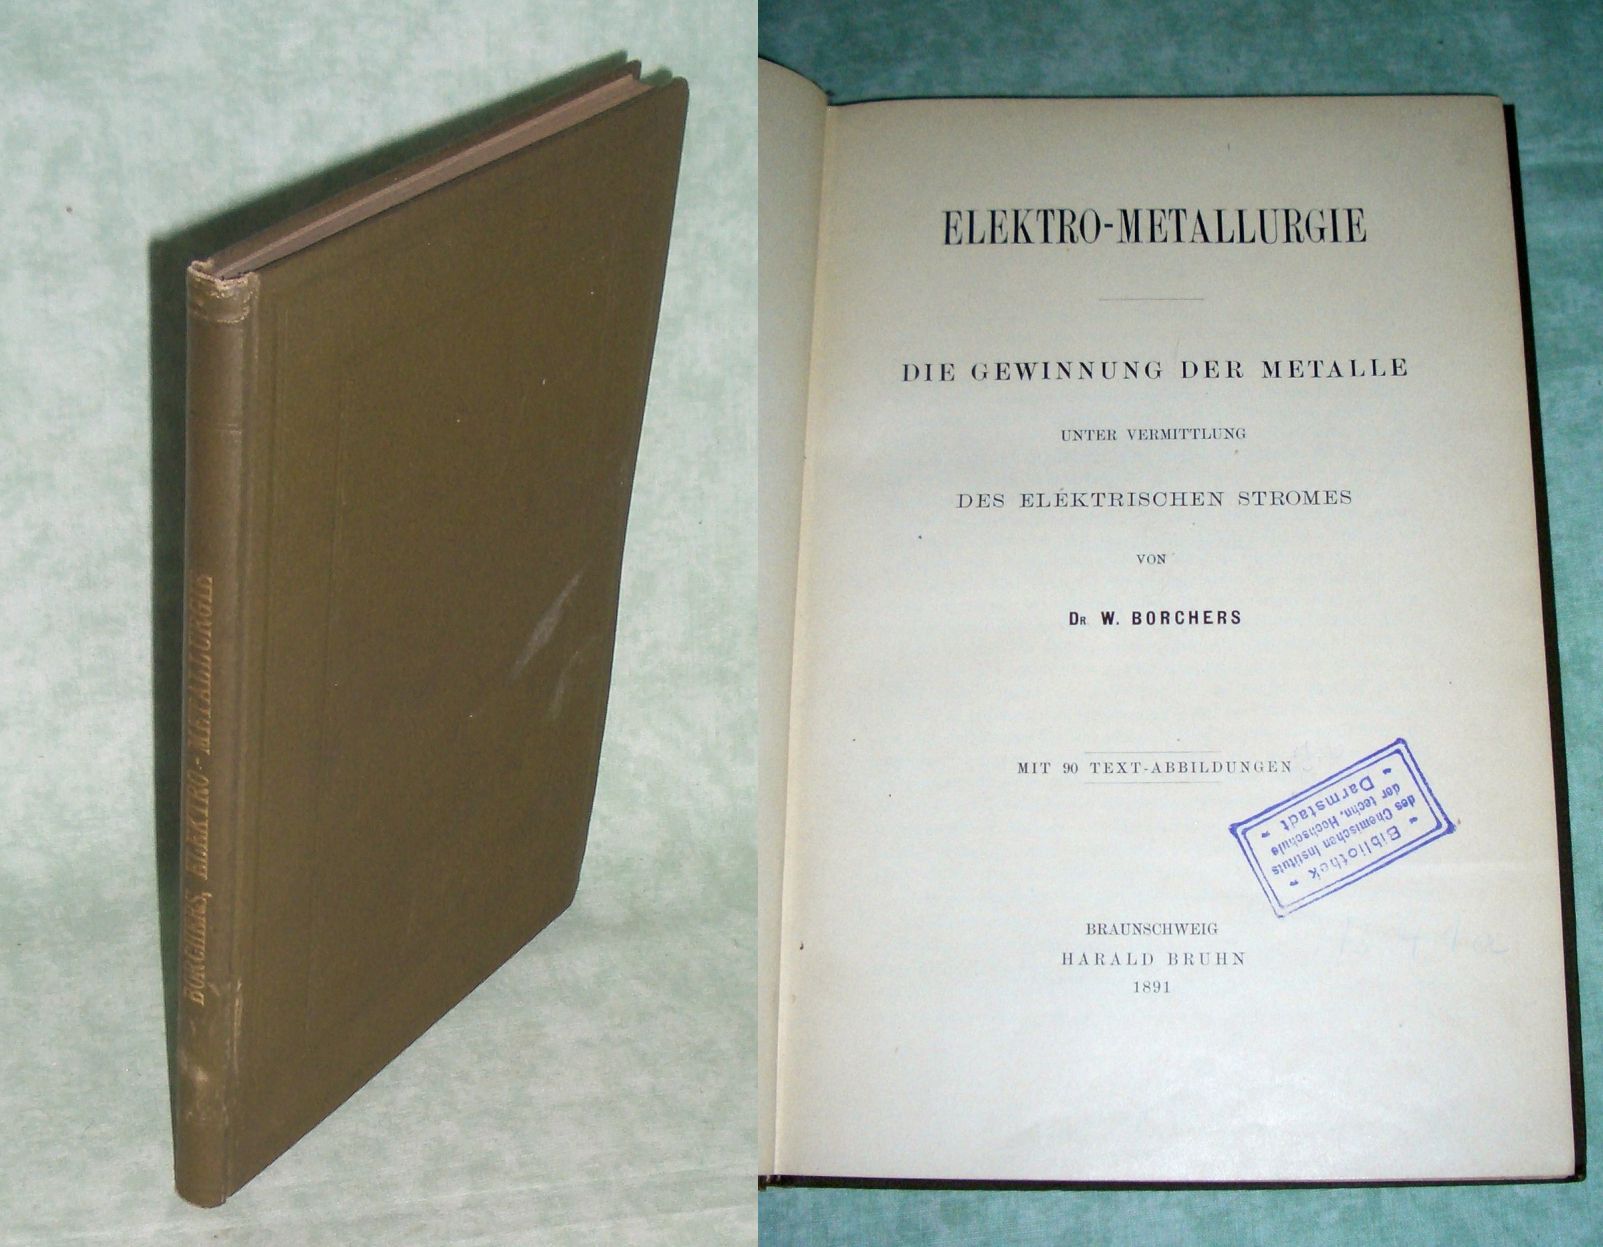 BORCHERS, ELEKTRO-METALLURGIE
ELEKTRO-METALLURGIE
DIE GEWINNUNG DER METALLE
UNTER VERMITTLUNG
DES ELEKTRISCHEN STROMES
VON
DR. W. BORCHERS
MIT 90 TEXT-ABBILDUNGEN
Bibliothek
des Chemischen Instituts
der techn. Hochschule
Darmstadt
BRAUNSCHWEIG
HARALD BRUHN
1891